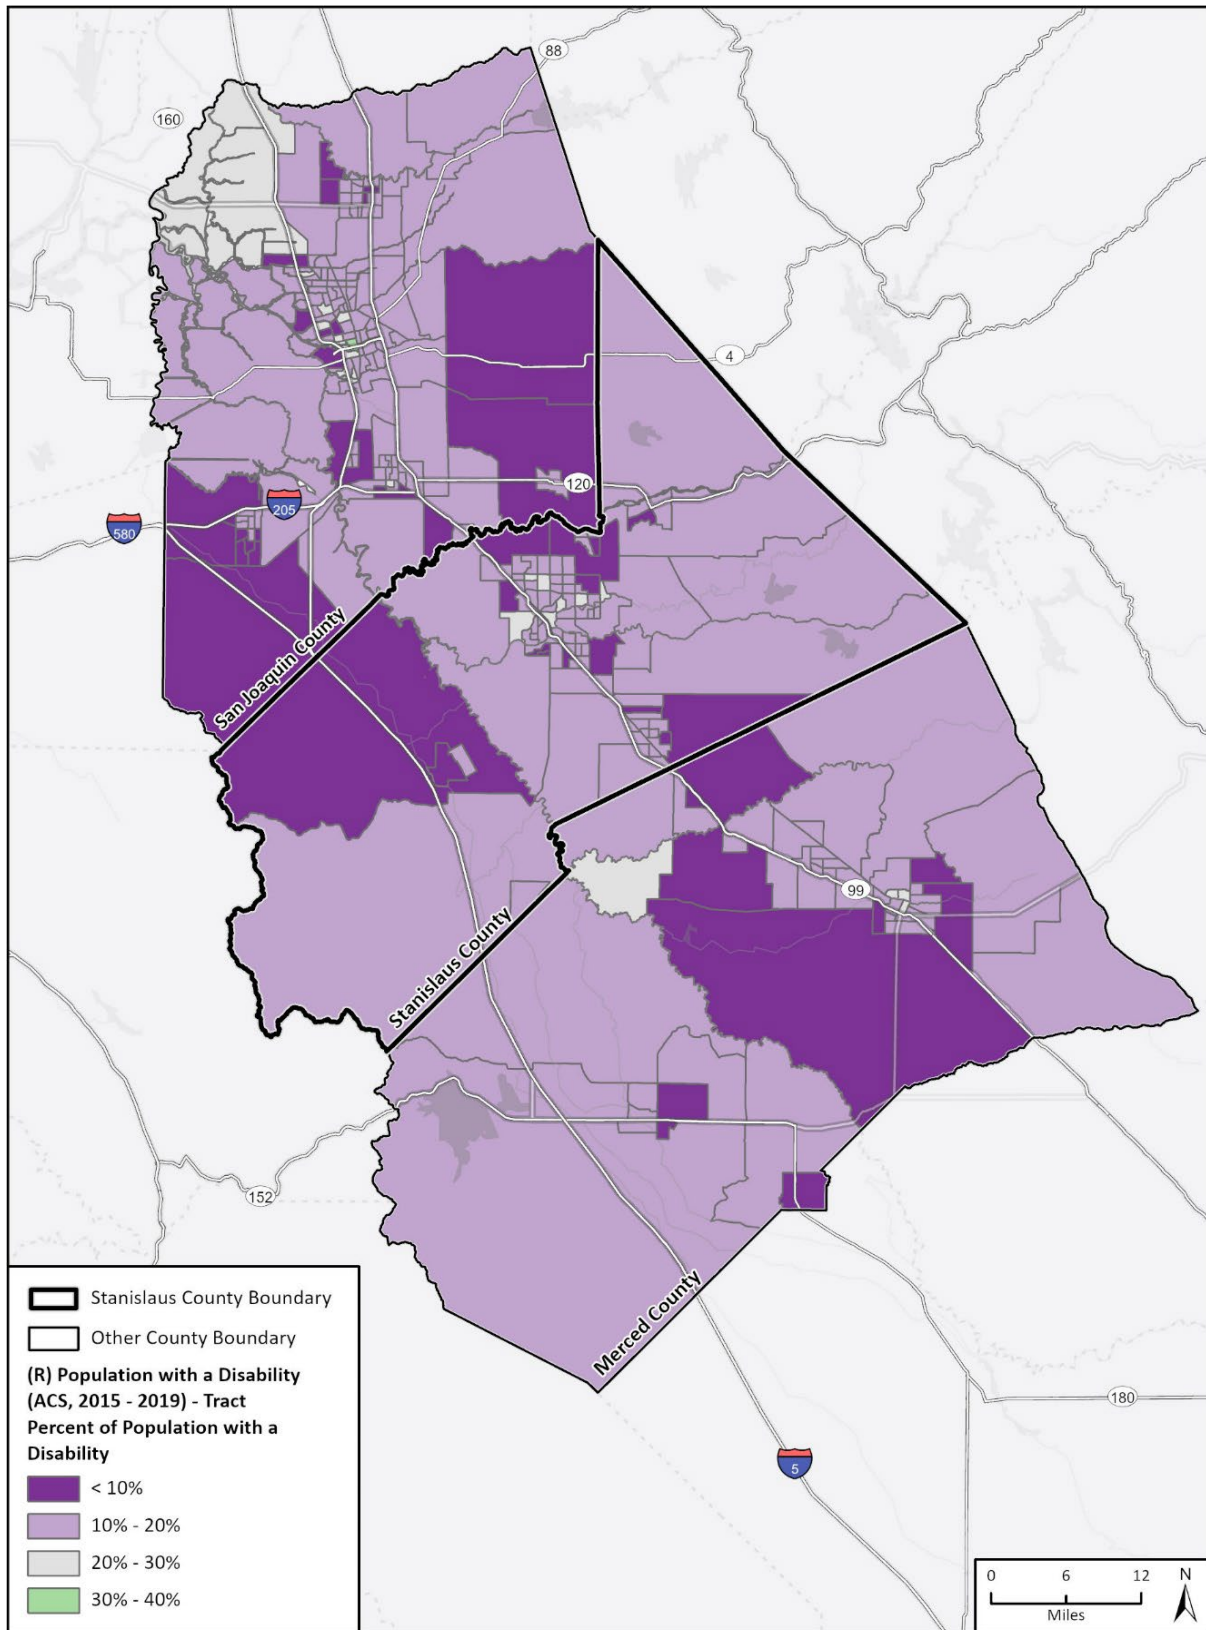 88
160
4
120
205
580
San Joaquin County
99
Stanislaus County
152
Merced County
180
5
Stanislaus County Boundary
Other County Boundary
(R) Population with a Disability
(ACS, 2015 - 2019) - Tract
Percent of Population with a
Disability
< 10%
10% - 20%
20% - 30%
30% - 40%
0 6 12
Miles
N